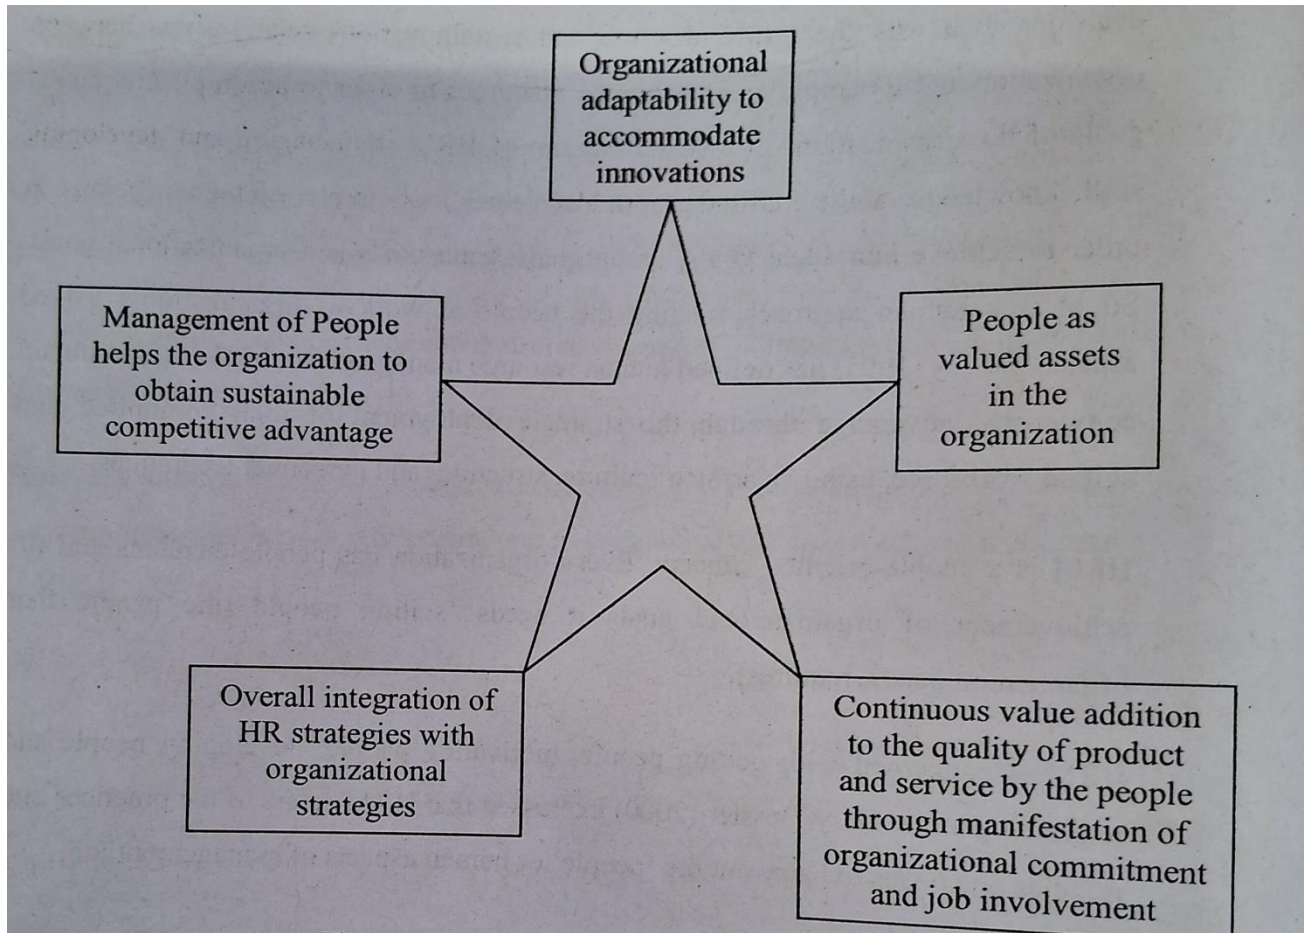 Organizational
adaptability to
accommodate
innovations
Management of People
helps the organization to
obtain sustainable
competitive advantage
People as
valued assets
in the
organization
Overall integration of
HR strategies with
organizational
strategies
Continuous value addition
to the quality of product
and service by the people
through manifestation of
organizational commitment
and job involvement